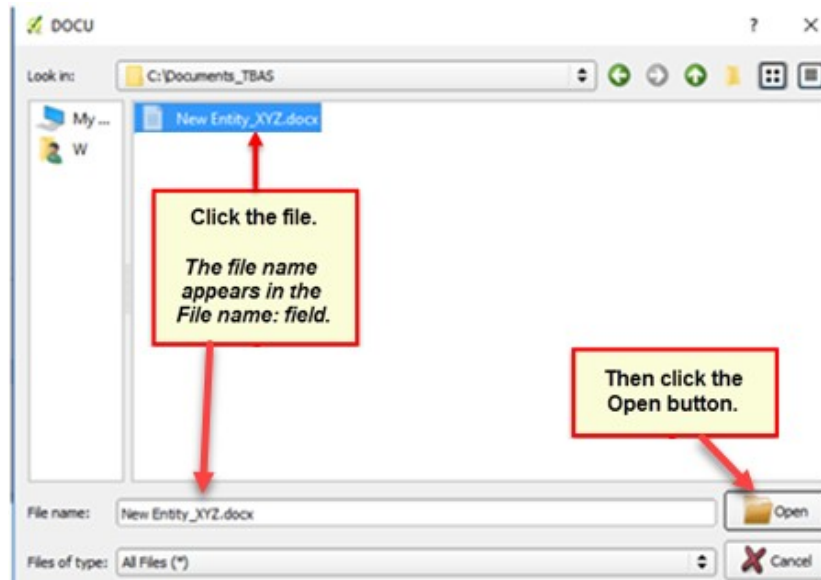 DOCU
?
Look in: C:\Documents_TBAS
My ...
W
New Entity_XYZ.docx
Click the file.
The file name
appears in the
File name: field.
Then click the
Open button.
File name: New Entity_XYZ.docx
Open
Files of type: All Files (*)
Cancel